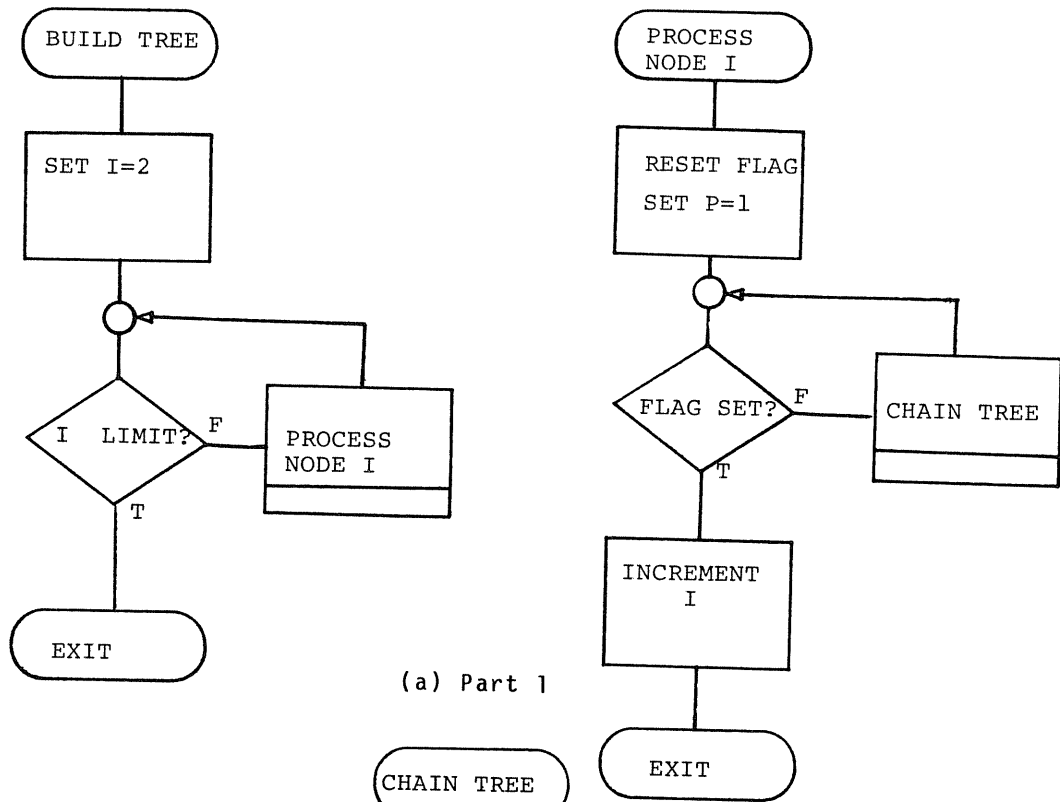 BUILD TREE
SET I=2
I LIMIT?
F
PROCESS
NODE I
T
EXIT
PROCESS
NODE I
RESET FLAG
SET P=1
FLAG SET?
F
CHAIN TREE
T
INCREMENT
I
EXIT
(a) Part 1
CHAIN TREE